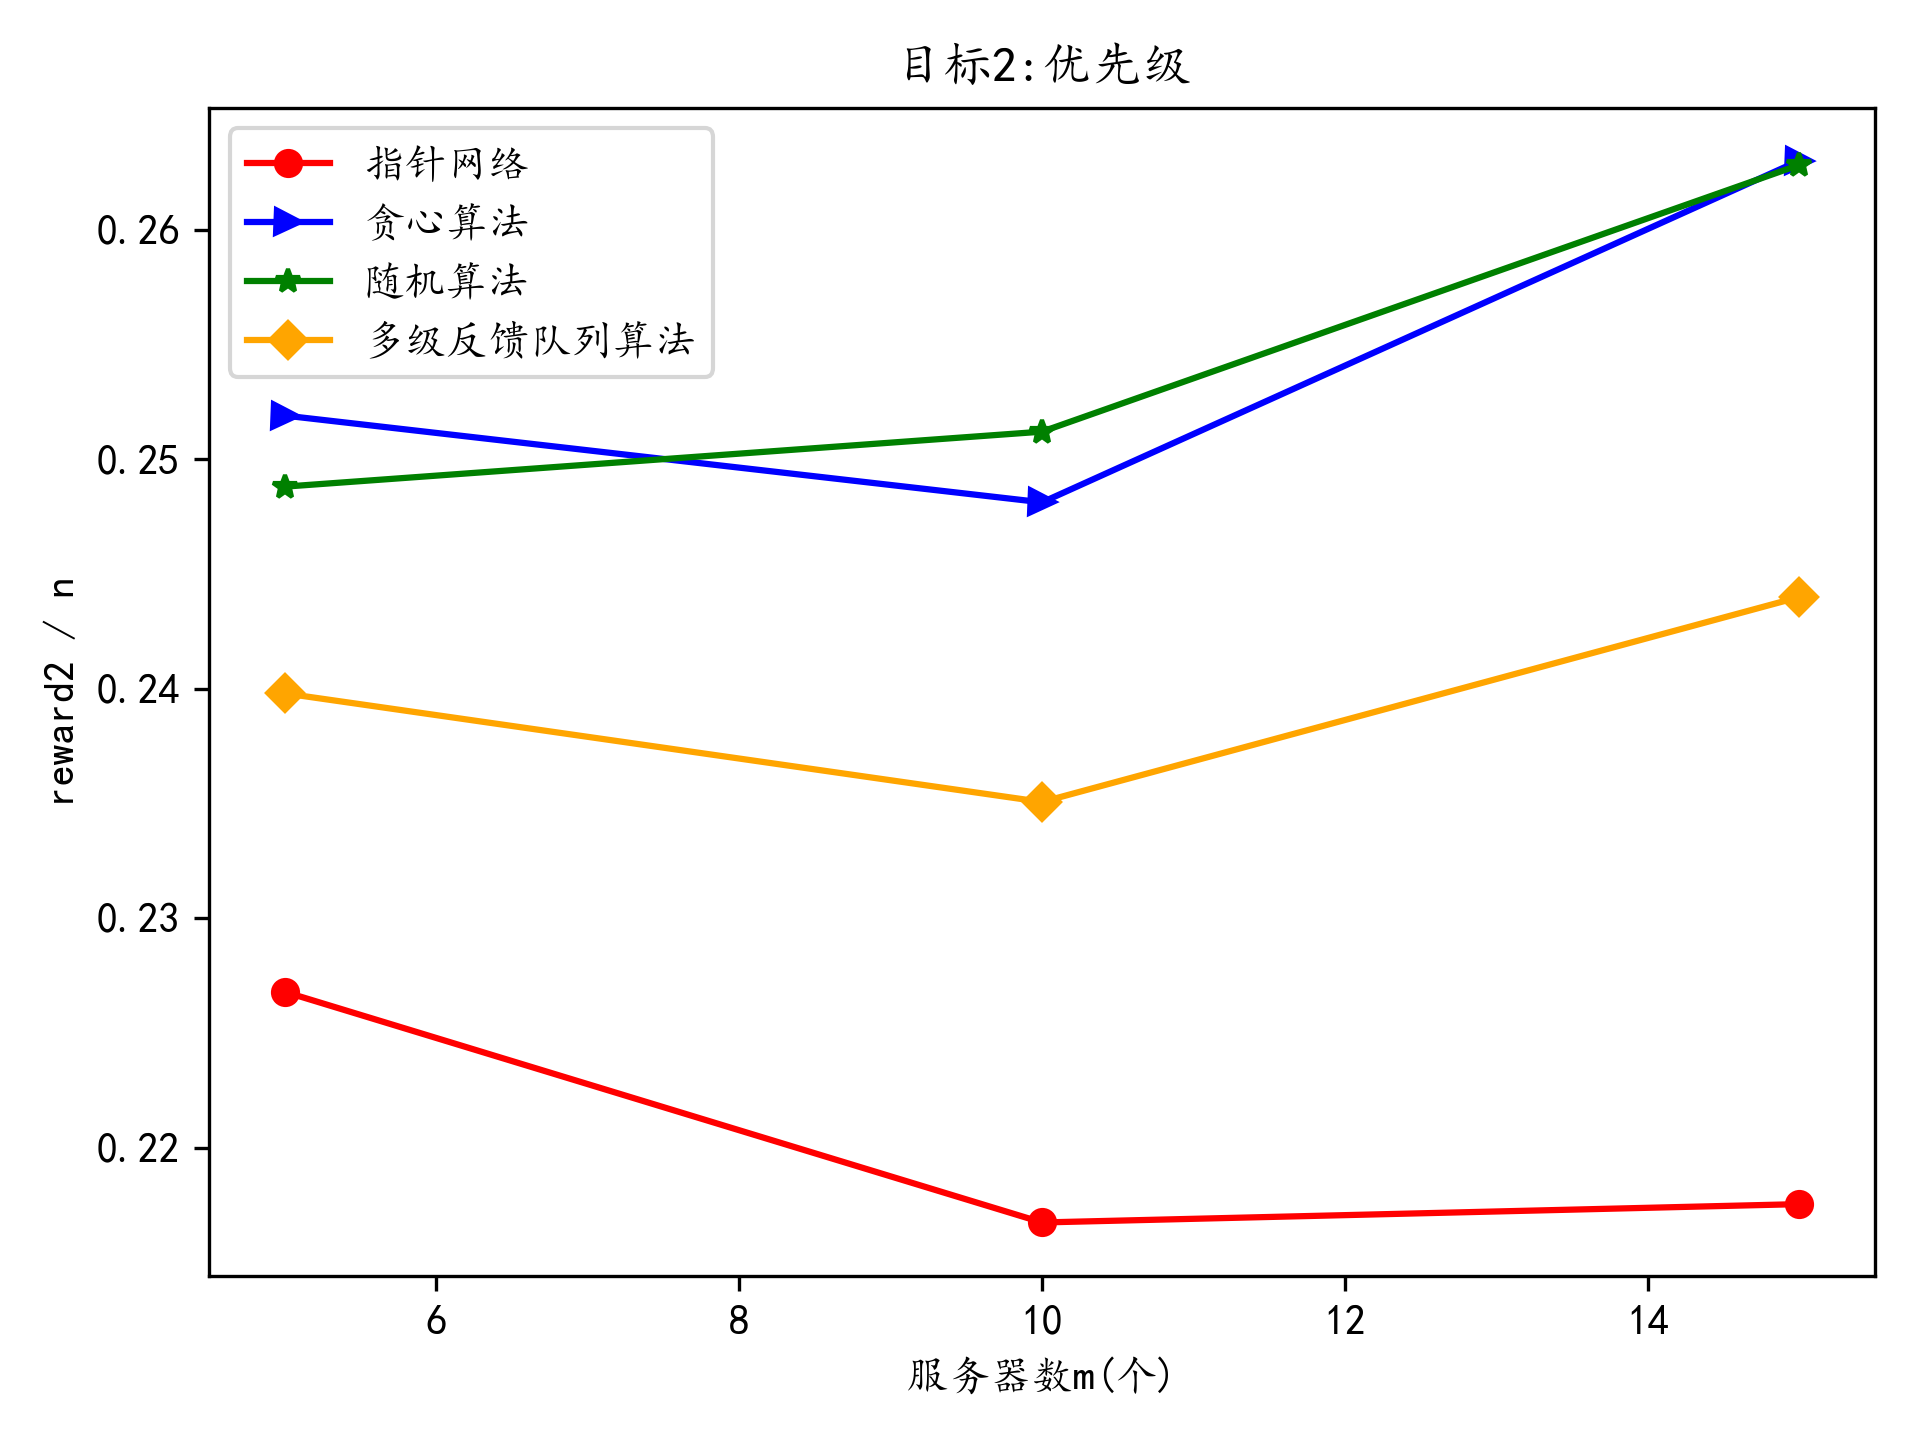 目标2:优先级
指针网络
贪心算法
随机算法
多级反馈队列算法
0.26
0.25
0.24
0.23
0.22
reward2 / n
6 8 10 12 14
服务器数m(个)